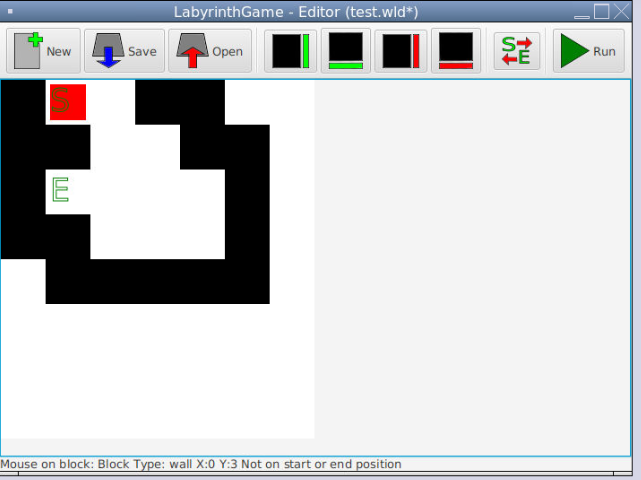 LabyrinthGame - Editor (test.wld*)
New Save Open S E Run
S
E
Mouse on block: Block Type: wall X:0 Y:3 Not on start or end position